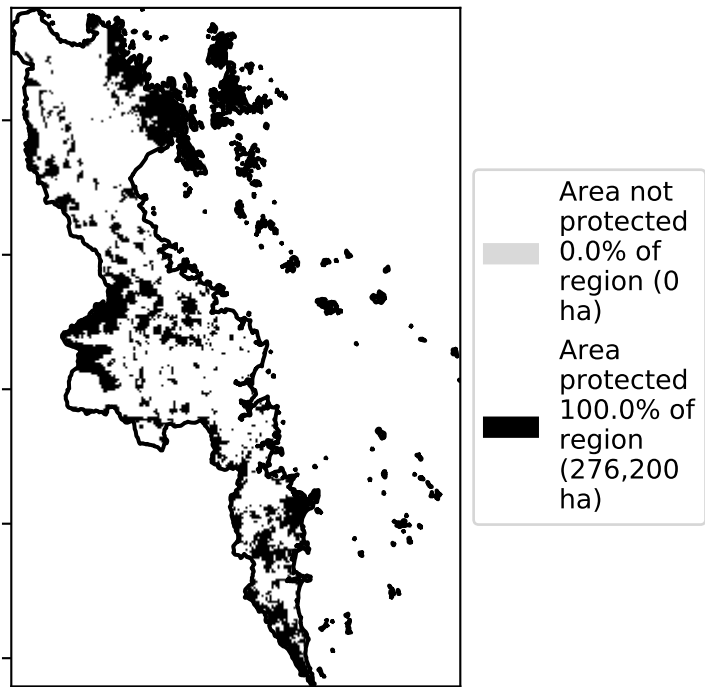 Area not
protected
0.0% of
region (0
ha)
Area
protected
100.0% of
region
(276,200
ha)